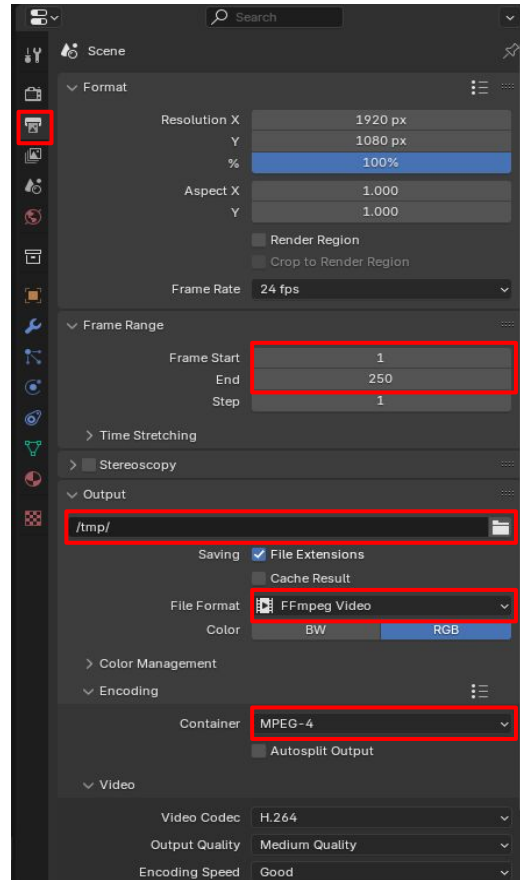 Search
Scene
Format
Resolution X 1920 px
Y 1080 px
% 100%
Aspect X 1.000
Y 1.000
Render Region
Crop to Render Region
Frame Rate 24 fps
Frame Range
Frame Start 1
End 250
Step 1
Time Stretching
Stereoscopy
Output
/tmp/
Saving File Extensions
Cache Result
File Format FFmpeg Video
Color BW RGB
Color Management
Encoding
Container MPEG-4
Autosplit Output
Video
Video Codec H.264
Output Quality Medium Quality
Encoding Speed Good